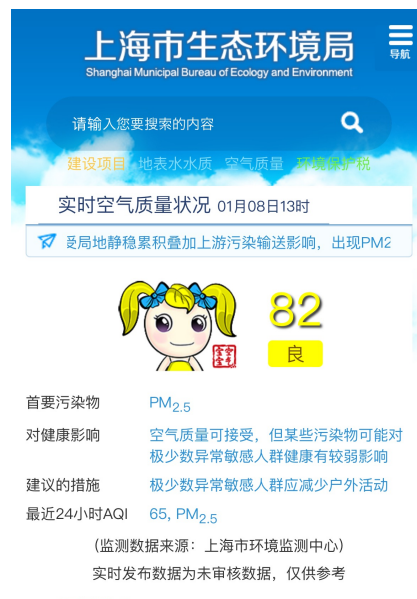 上海市生态环境局
Shanghai Municipal Bureau of Ecology and Environment
导航
请输入您要搜索的内容
建设项目 地表水水质 空气质量 环境保护税
实时空气质量状况 01月08日13时
受局地静稳累积叠加上游污染输送影响，出现PM2
82
良
首要污染物 PM2.5
对健康影响 空气质量可接受，但某些污染物可能对
极少数异常敏感人群健康有较弱影响
建议的措施 极少数异常敏感人群应减少户外活动
最近24小时AQI 65, PM2.5
（监测数据来源：上海市环境监测中心）
实时发布数据为未审核数据，仅供参考